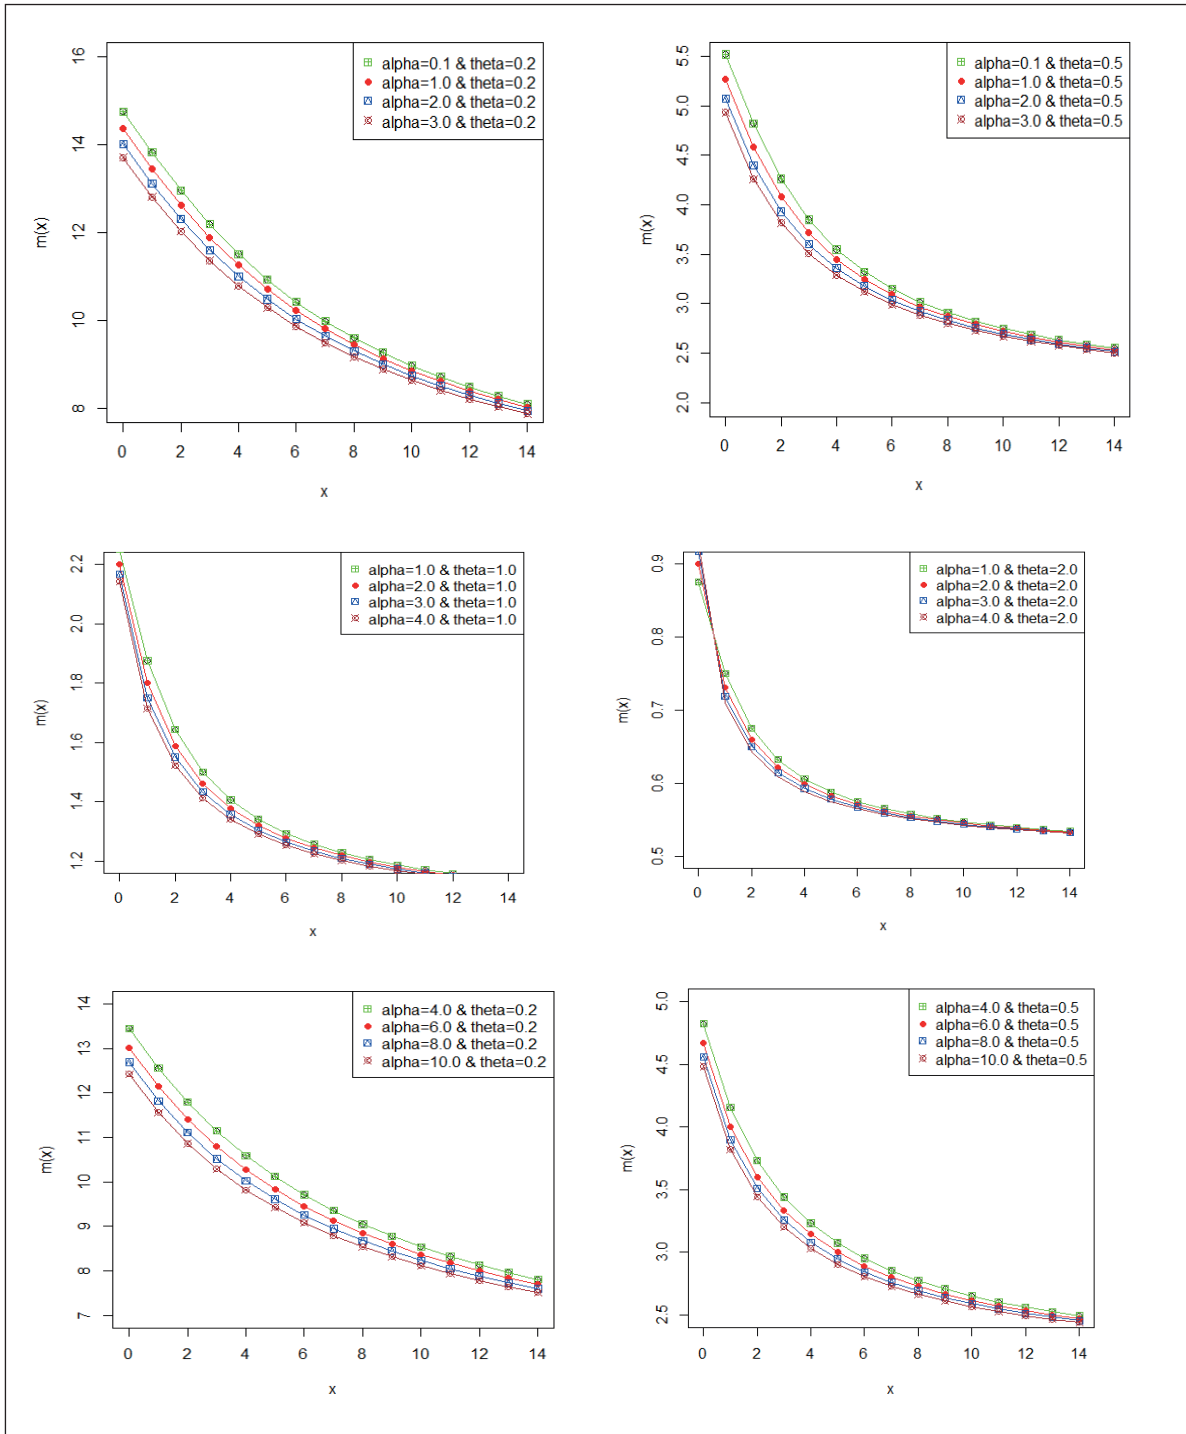 alpha=0.1 & theta=0.2
alpha=1.0 & theta=0.2
alpha=2.0 & theta=0.2
alpha=3.0 & theta=0.2
16
14
12
10
8
m(x)
0 2 4 6 8 10 12 14
x
alpha=0.1 & theta=0.5
alpha=1.0 & theta=0.5
alpha=2.0 & theta=0.5
alpha=3.0 & theta=0.5
5.5
5.0
4.5
4.0
3.5
3.0
2.5
2.0
m(x)
0 2 4 6 8 10 12 14
x
alpha=1.0 & theta=1.0
alpha=2.0 & theta=1.0
alpha=3.0 & theta=1.0
alpha=4.0 & theta=1.0
2.2
2.0
1.8
1.6
1.4
1.2
m(x)
0 2 4 6 8 10 12 14
x
alpha=1.0 & theta=2.0
alpha=2.0 & theta=2.0
alpha=3.0 & theta=2.0
alpha=4.0 & theta=2.0
0.9
0.8
0.7
0.6
0.5
m(x)
0 2 4 6 8 10 12 14
x
alpha=4.0 & theta=0.2
alpha=6.0 & theta=0.2
alpha=8.0 & theta=0.2
alpha=10.0 & theta=0.2
14
13
12
11
10
9
8
7
m(x)
0 2 4 6 8 10 12 14
x
alpha=4.0 & theta=0.5
alpha=6.0 & theta=0.5
alpha=8.0 & theta=0.5
alpha=10.0 & theta=0.5
5.0
4.5
4.0
3.5
3.0
2.5
m(x)
0 2 4 6 8 10 12 14
x